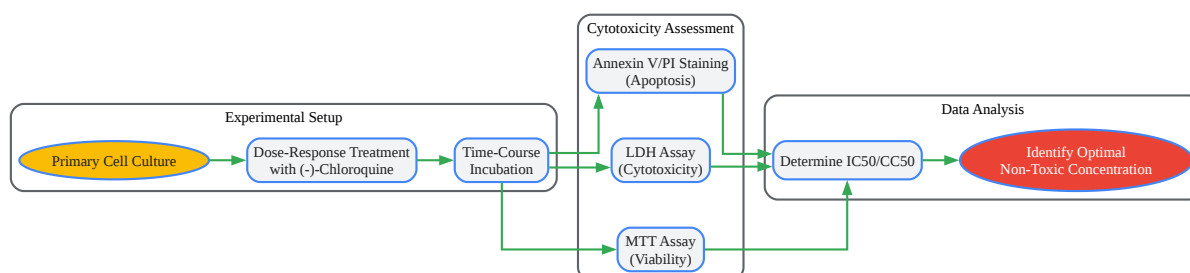 Experimental Setup
Primary Cell Culture
Dose-Response Treatment
with (-)-Chloroquine
Time-Course
Incubation
Cytotoxicity Assessment
Annexin V/PI Staining
(Apoptosis)
LDH Assay
(Cytotoxicity)
MTT Assay
(Viability)
Data Analysis
Determine IC50/CC50
Identify Optimal
Non-Toxic Concentration